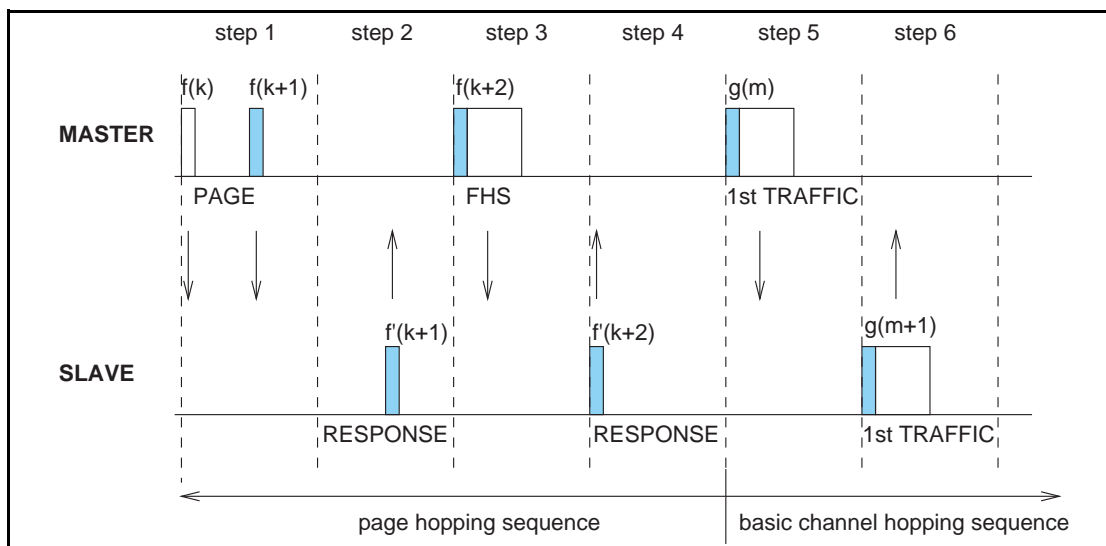 step 1 step 2 step 3 step 4 step 5 step 6
f(k) f(k+1) f(k+2) g(m)
MASTER
PAGE FHS 1st TRAFFIC
f'(k+1) f'(k+2) g(m+1)
SLAVE
RESPONSE RESPONSE 1st TRAFFIC
page hopping sequence basic channel hopping sequence